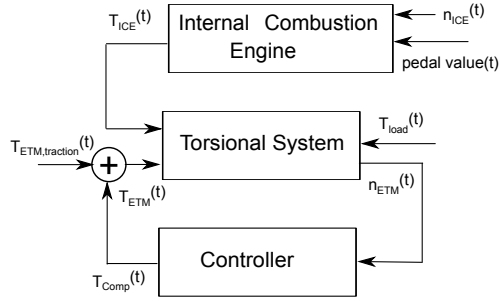 T_ICE(t)
Internal Combustion
Engine
n_ICE(t)
pedal value(t)
T_ETM,traction(t)
+
T_ETM(t)
Torsional System
T_load(t)
n_ETM(t)
T_Comp(t)
Controller